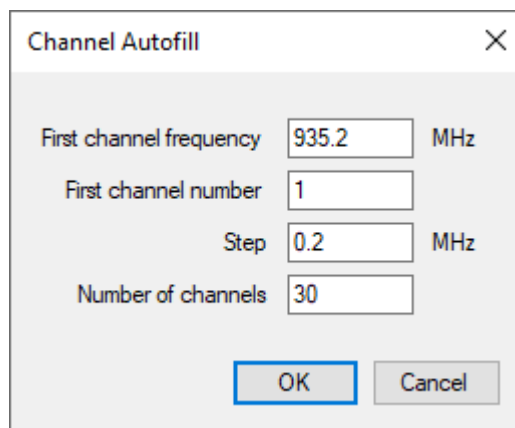 Channel Autofill
First channel frequency 935.2 MHz
First channel number 1
Step 0.2 MHz
Number of channels 30
OK Cancel